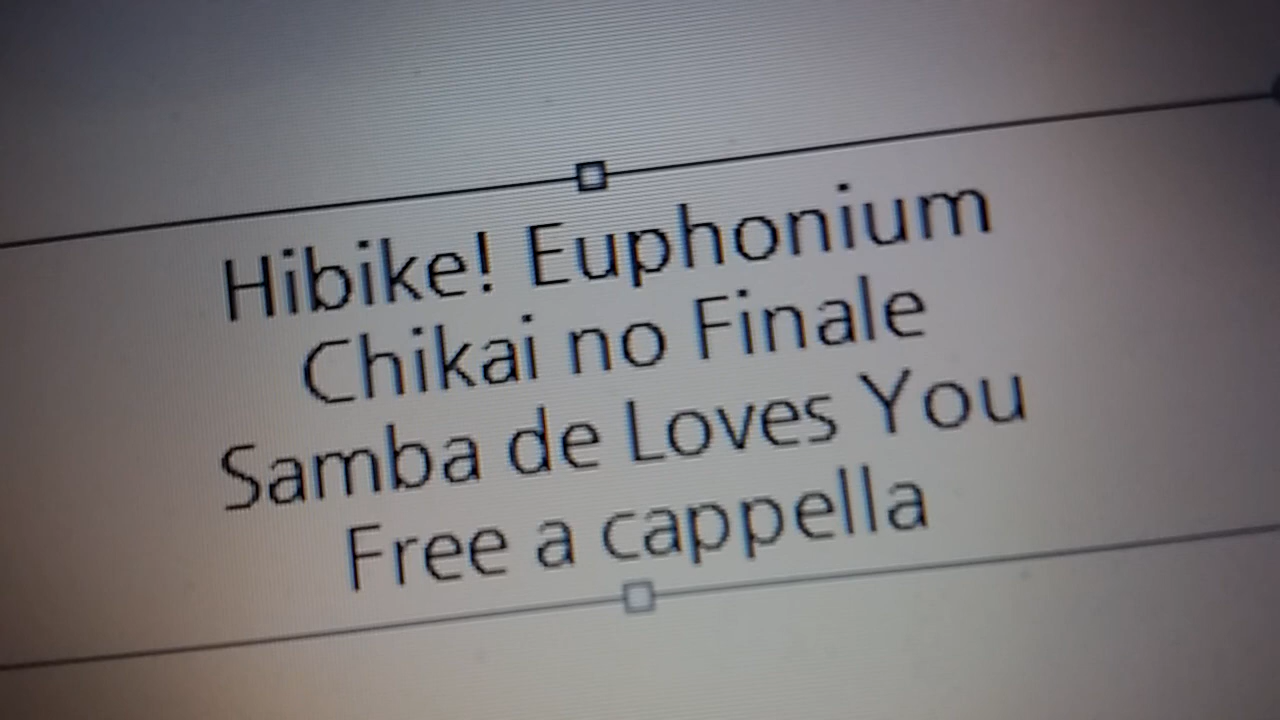 Hibike! Euphonium
Chikai no Finale
Samba de Loves You
Free a cappella